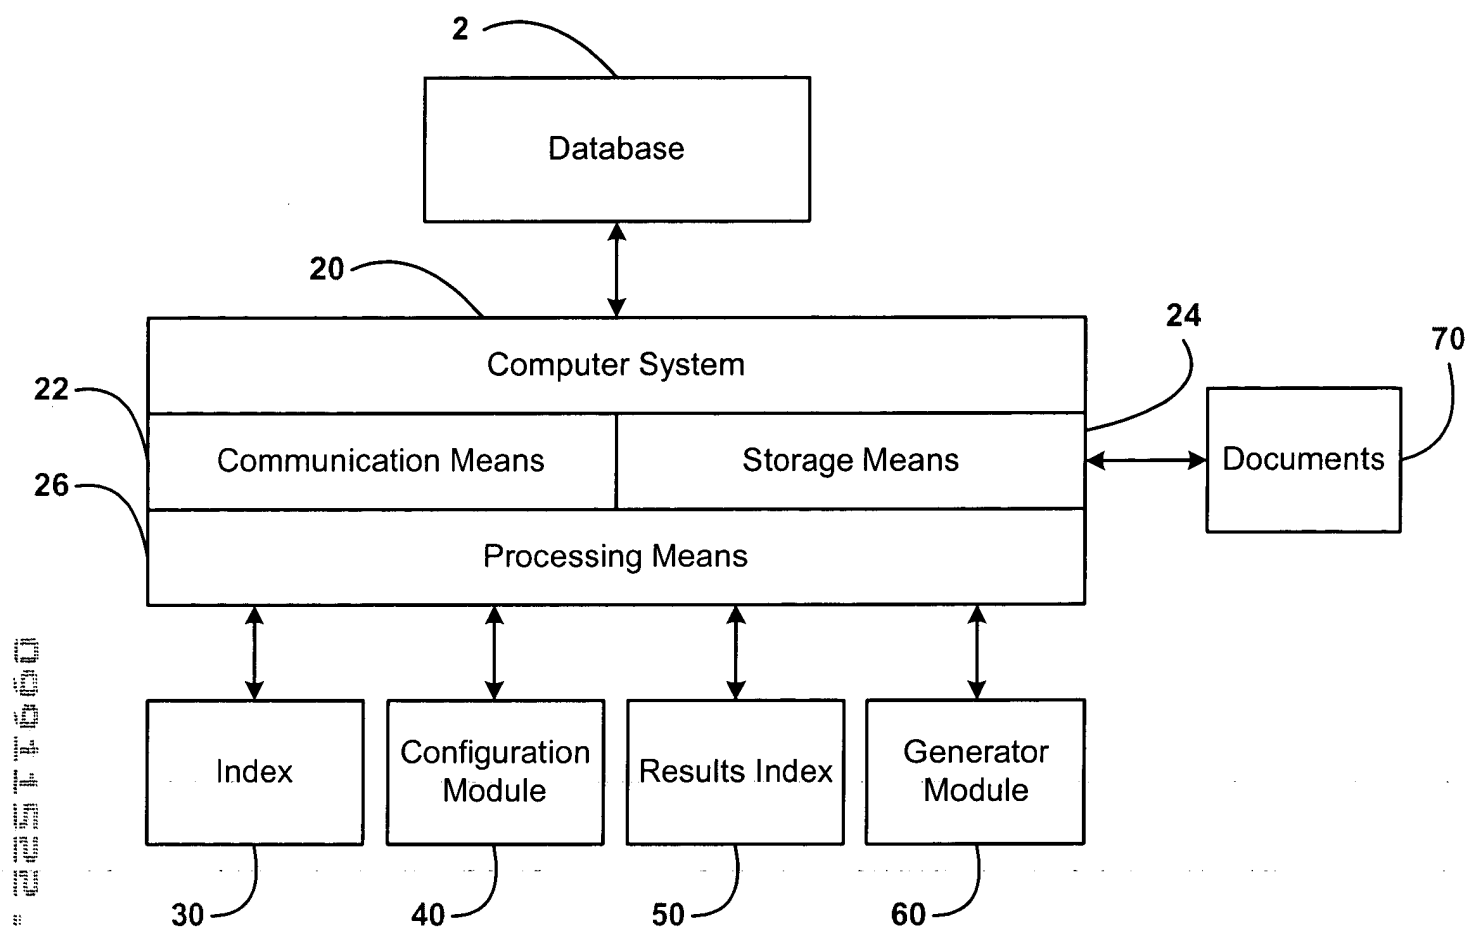 2
Database
20
Computer System
24
70
22
Communication Means
Storage Means
Documents
26
Processing Means
Index
Configuration
Module
Results Index
Generator
Module
30
40
50
60